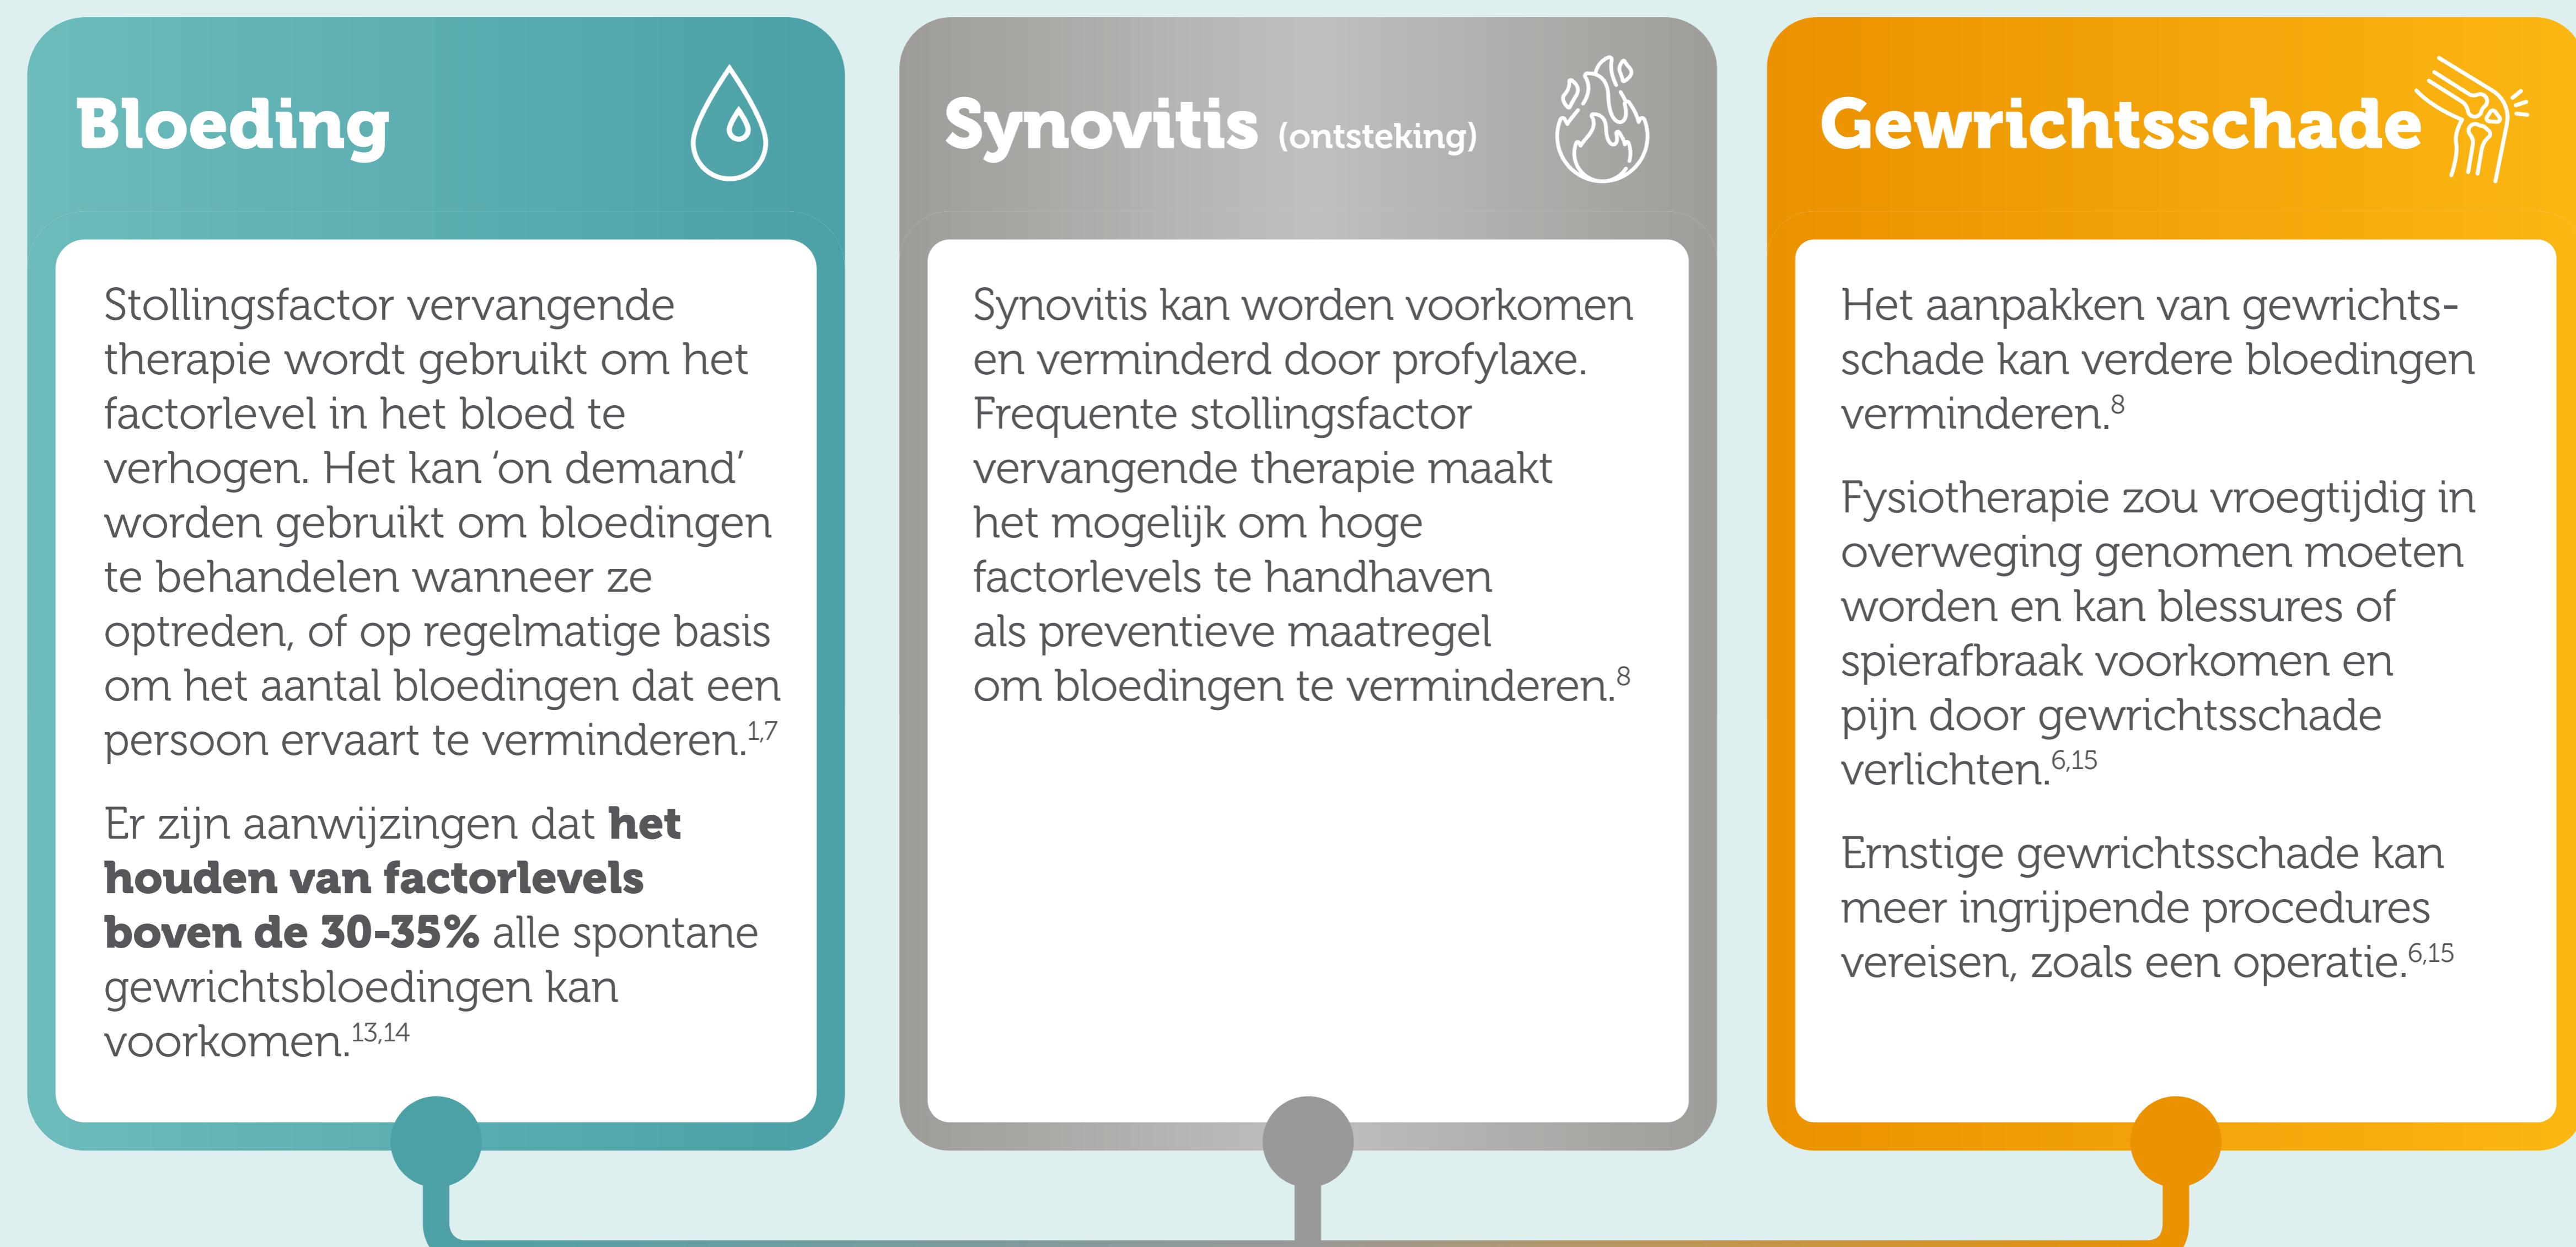 Bloeding
Stollingsfactor vervangende
therapie wordt gebruikt om het
factorlevel in het bloed te
verhogen. Het kan ‘on demand’
worden gebruikt om bloedingen
te behandelen wanneer ze
optreden, of op regelmatige basis
om het aantal bloedingen dat een
persoon ervaart te verminderen.1,7
Er zijn aanwijzingen dat het
houden van factorlevels
boven de 30-35% alle spontane
gewrichtsbloedingen kan
voorkomen.13,14
Synovitis (ontsteking)
Synovitis kan worden voorkomen
en verminderd door profylaxe.
Frequente stollingsfactor
vervangende therapie maakt
het mogelijk om hoge
factorlevels te handhaven
als preventieve maatregel
om bloedingen te verminderen.8
Gewrichtsschade
Het aanpakken van gewrichts-
schade kan verdere bloedingen
verminderen.8
Fysiotherapie zou vroegtijdig in
overweging genomen moeten
worden en kan blessures of
spierafbraak voorkomen en
pijn door gewrichtsschade
verlichten.6,15
Ernstige gewrichtsschade kan
meer ingrijpende procedures
vereisen, zoals een operatie.6,15